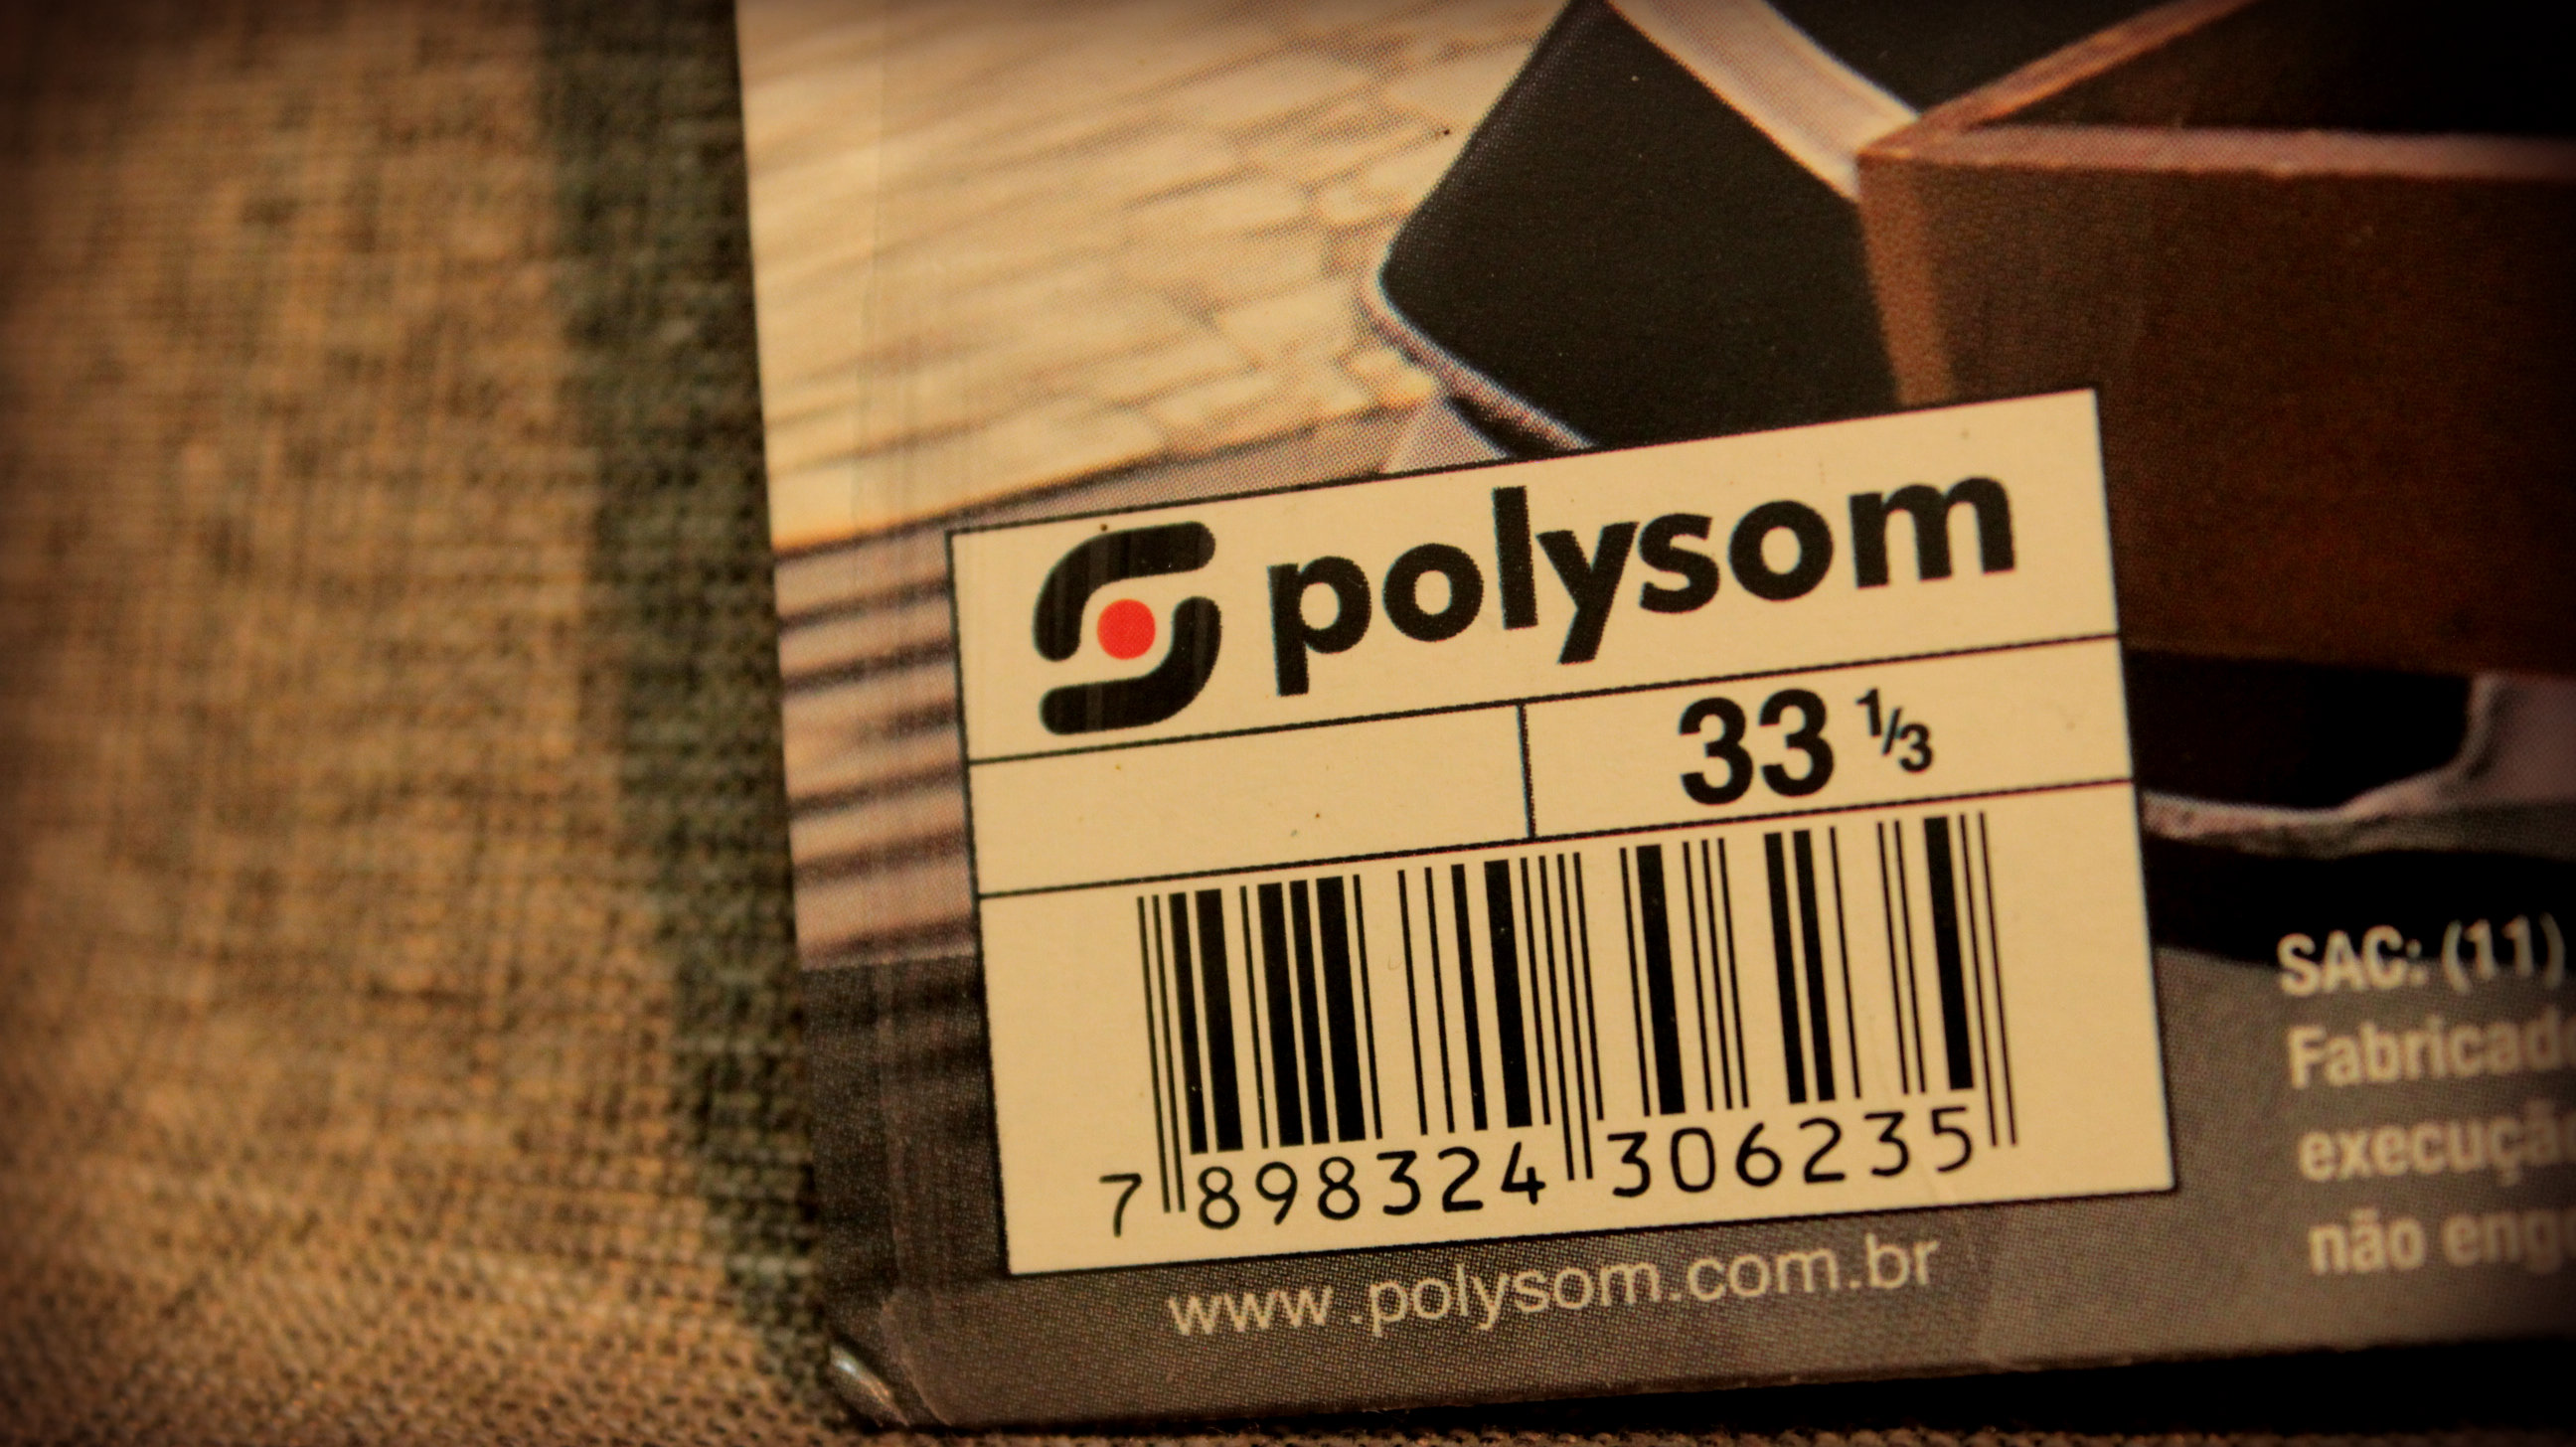 polysom
33 1/3
7 898324 306235
www.polysom.com.br
SAC: (11)
Fabricad
execuçã
não eng